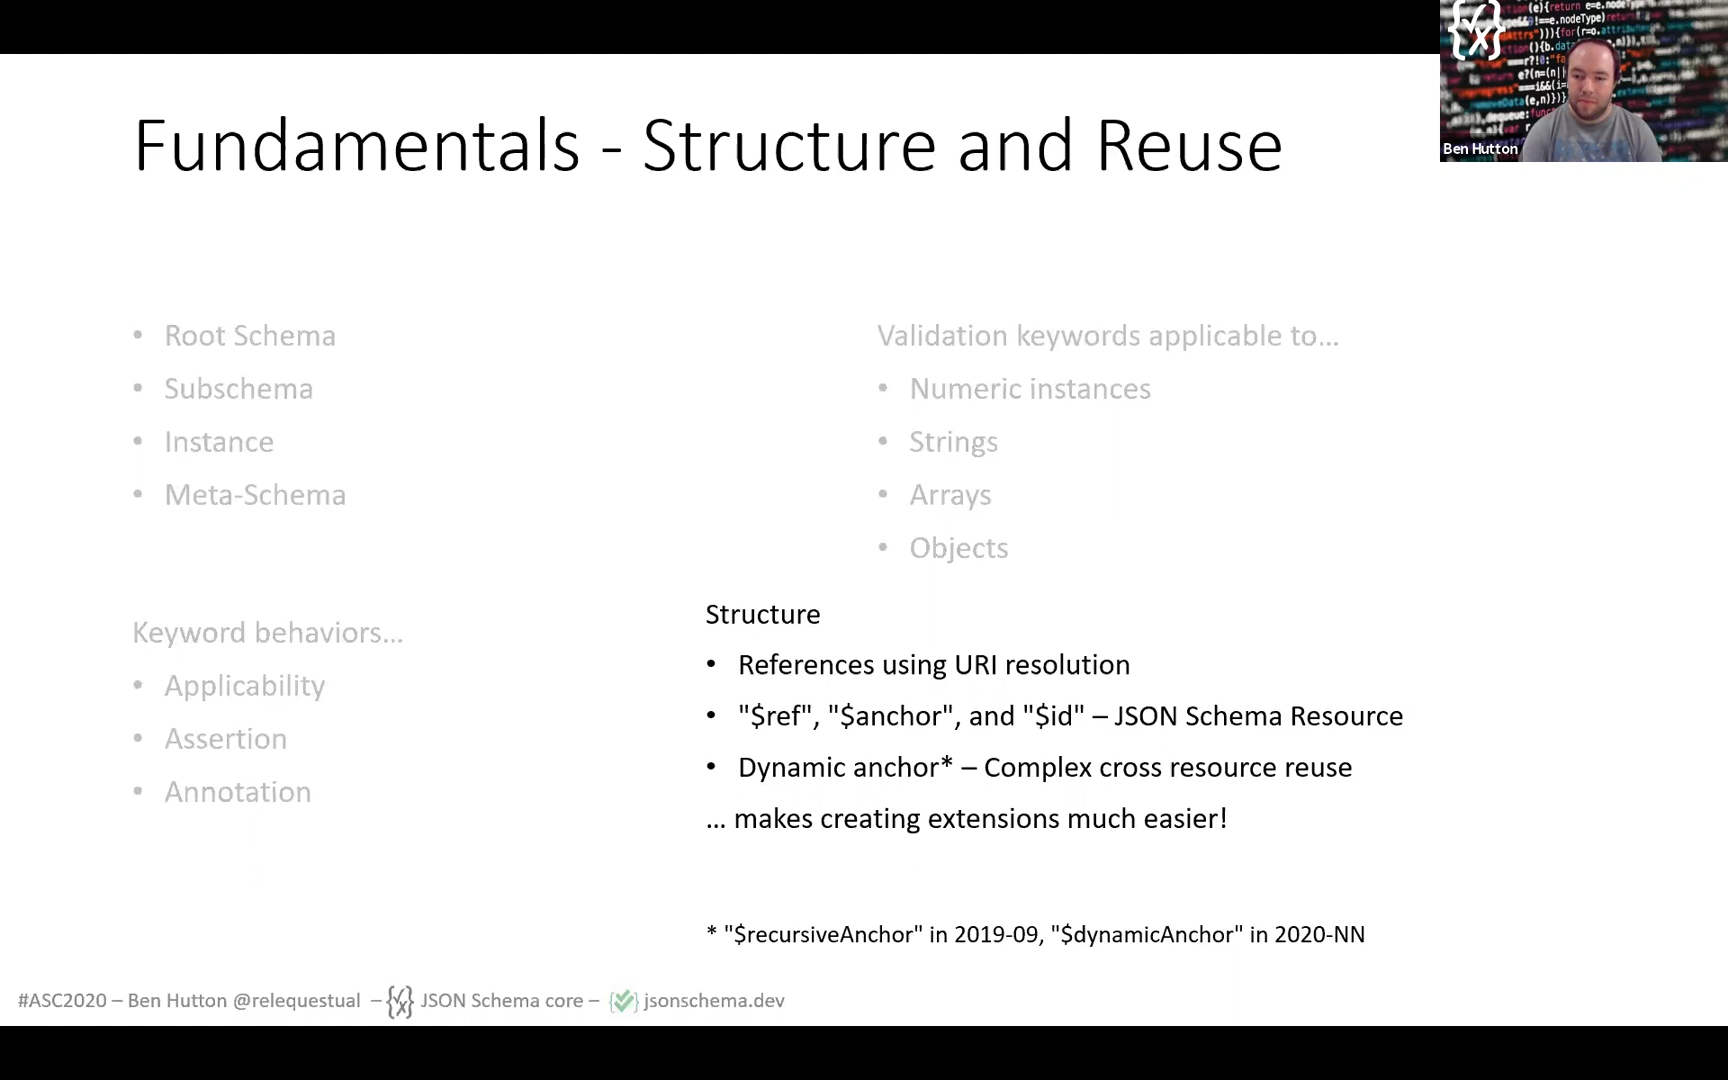 Fundamentals - Structure and Reuse
Ben Hutton
• Root Schema
• Subschema
• Instance
• Meta-Schema
Validation keywords applicable to…
• Numeric instances
• Strings
• Arrays
• Objects
Keyword behaviors…
• Applicability
• Assertion
• Annotation
Structure
• References using URI resolution
• "$ref", "$anchor", and "$id" – JSON Schema Resource
• Dynamic anchor* – Complex cross resource reuse
… makes creating extensions much easier!
* "$recursiveAnchor" in 2019-09, "$dynamicAnchor" in 2020-NN
#ASC2020 – Ben Hutton @relequestual – JSON Schema core – jsonschema.dev